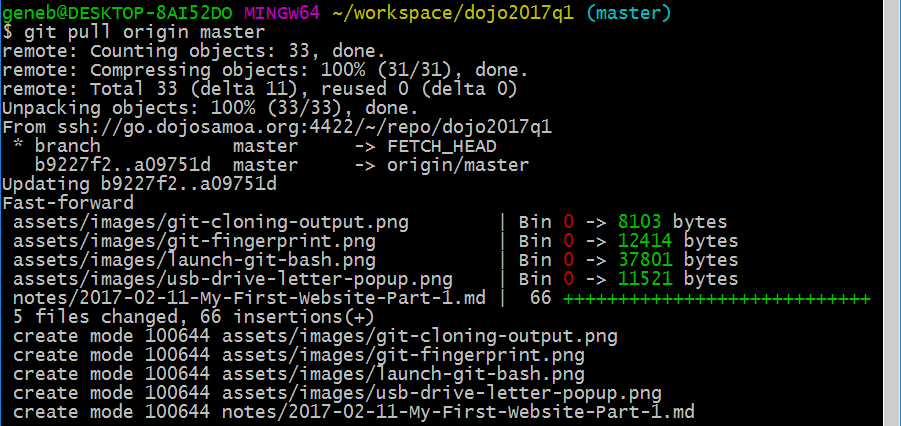 geneb@DESKTOP-8AI52DO MINGW64 ~/workspace/dojo2017q1 (master)
$ git pull origin master
remote: Counting objects: 33, done.
remote: Compressing objects: 100% (31/31), done.
remote: Total 33 (delta 11), reused 0 (delta 0)
Unpacking objects: 100% (33/33), done.
From ssh://go.dojosamoa.org:4422/~/repo/dojo2017q1
 * branch            master     -> FETCH_HEAD
   b9227f2..a09751d  master     -> origin/master
Updating b9227f2..a09751d
Fast-forward
 assets/images/git-cloning-output.png        | Bin 0 -> 8103 bytes
 assets/images/git-fingerprint.png           | Bin 0 -> 12414 bytes
 assets/images/launch-git-bash.png           | Bin 0 -> 37801 bytes
 assets/images/usb-drive-letter-popup.png    | Bin 0 -> 11521 bytes
 notes/2017-02-11-My-First-Website-Part-1.md |  66 ++++++++++++++++++++++++++++
 5 files changed, 66 insertions(+)
 create mode 100644 assets/images/git-cloning-output.png
 create mode 100644 assets/images/git-fingerprint.png
 create mode 100644 assets/images/launch-git-bash.png
 create mode 100644 assets/images/usb-drive-letter-popup.png
 create mode 100644 notes/2017-02-11-My-First-Website-Part-1.md